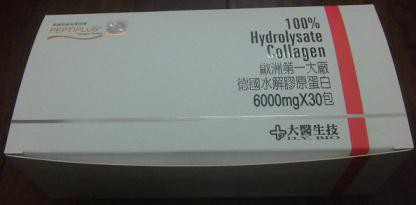 PEPTIPLUS®
100%
Hydrolysate
Collagen
歐洲第一大廠
德國水解膠原蛋白
6000mgX30包
大醫生技
D.Y. BIO